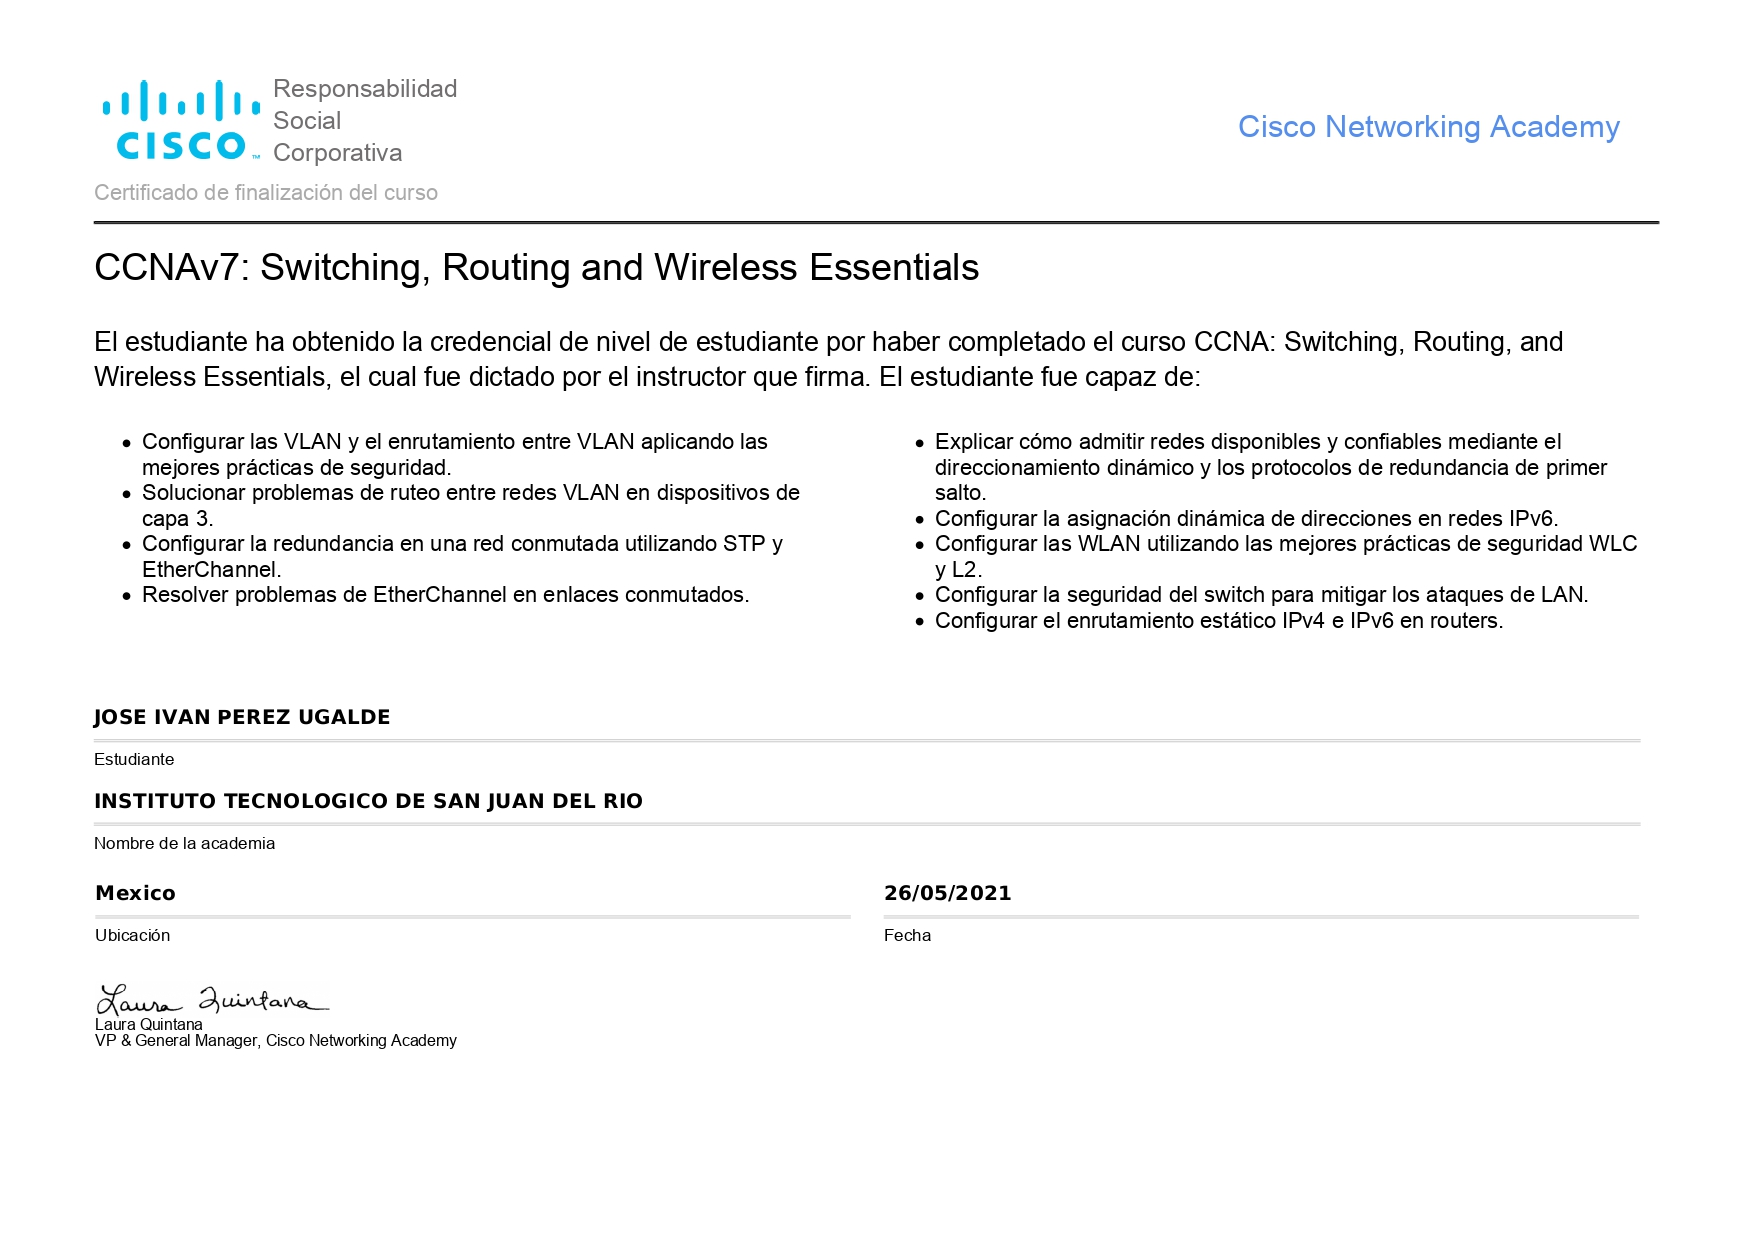 CISCO™
Responsabilidad
Social
Corporativa
Cisco Networking Academy
Certificado de finalización del curso
CCNAv7: Switching, Routing and Wireless Essentials
El estudiante ha obtenido la credencial de nivel de estudiante por haber completado el curso CCNA: Switching, Routing, and
Wireless Essentials, el cual fue dictado por el instructor que firma. El estudiante fue capaz de:
• Configurar las VLAN y el enrutamiento entre VLAN aplicando las
mejores prácticas de seguridad.
• Solucionar problemas de ruteo entre redes VLAN en dispositivos de
capa 3.
• Configurar la redundancia en una red conmutada utilizando STP y
EtherChannel.
• Resolver problemas de EtherChannel en enlaces conmutados.
• Explicar cómo admitir redes disponibles y confiables mediante el
direccionamiento dinámico y los protocolos de redundancia de primer
salto.
• Configurar la asignación dinámica de direcciones en redes IPv6.
• Configurar las WLAN utilizando las mejores prácticas de seguridad WLC
y L2.
• Configurar la seguridad del switch para mitigar los ataques de LAN.
• Configurar el enrutamiento estático IPv4 e IPv6 en routers.
JOSE IVAN PEREZ UGALDE
Estudiante
INSTITUTO TECNOLOGICO DE SAN JUAN DEL RIO
Nombre de la academia
Mexico
Ubicación
26/05/2021
Fecha
Laura Quintana
Laura Quintana
VP & General Manager, Cisco Networking Academy